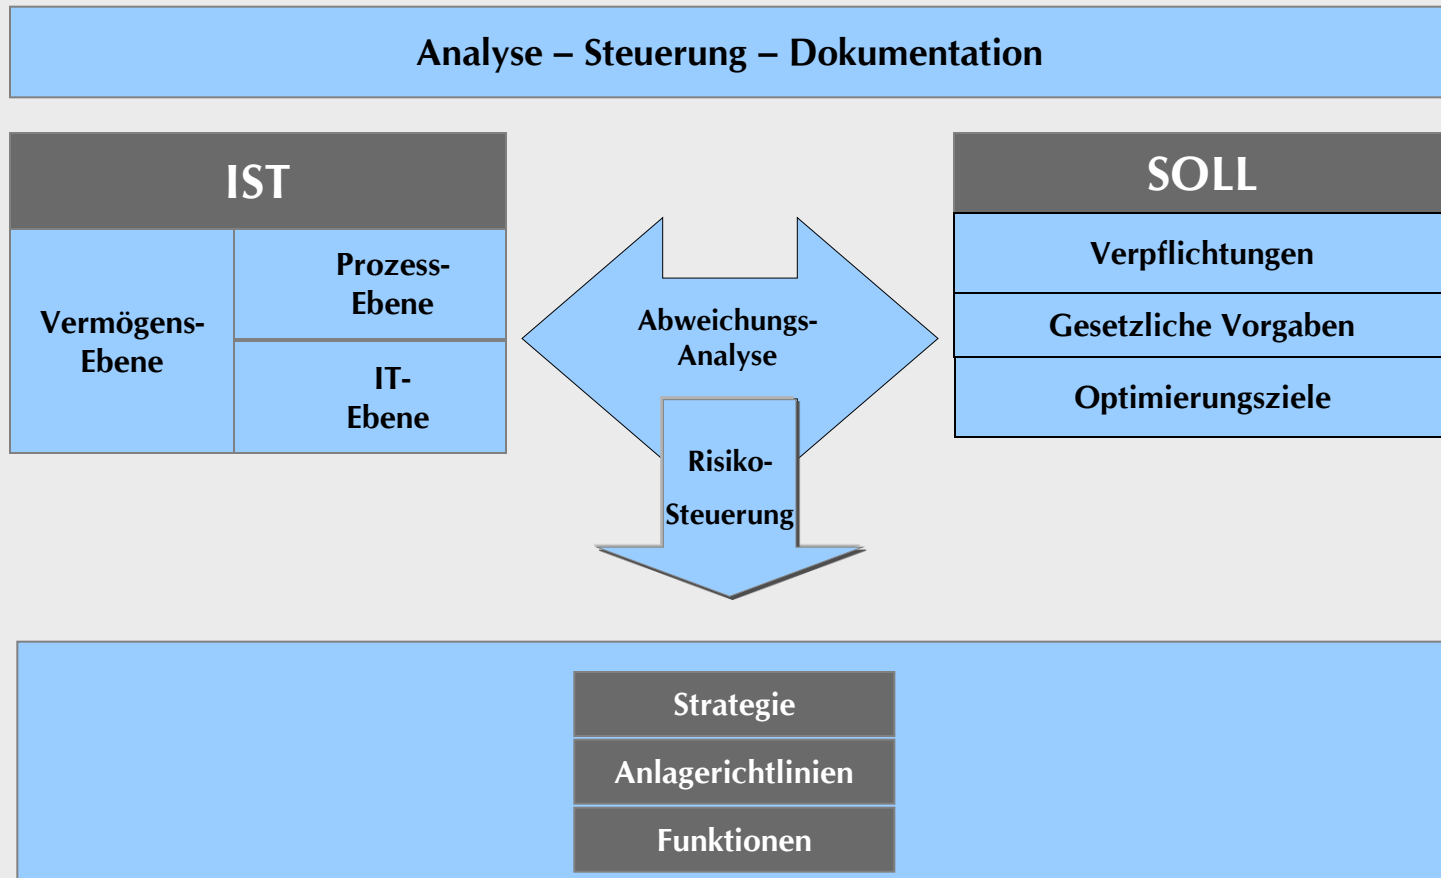 Analyse – Steuerung – Dokumentation
IST
Vermögens-
Ebene
Prozess-
Ebene
IT-
Ebene
Abweichungs-
Analyse
Risiko-
Steuerung
SOLL
Verpflichtungen
Gesetzliche Vorgaben
Optimierungsziele
Strategie
Anlagerichtlinien
Funktionen